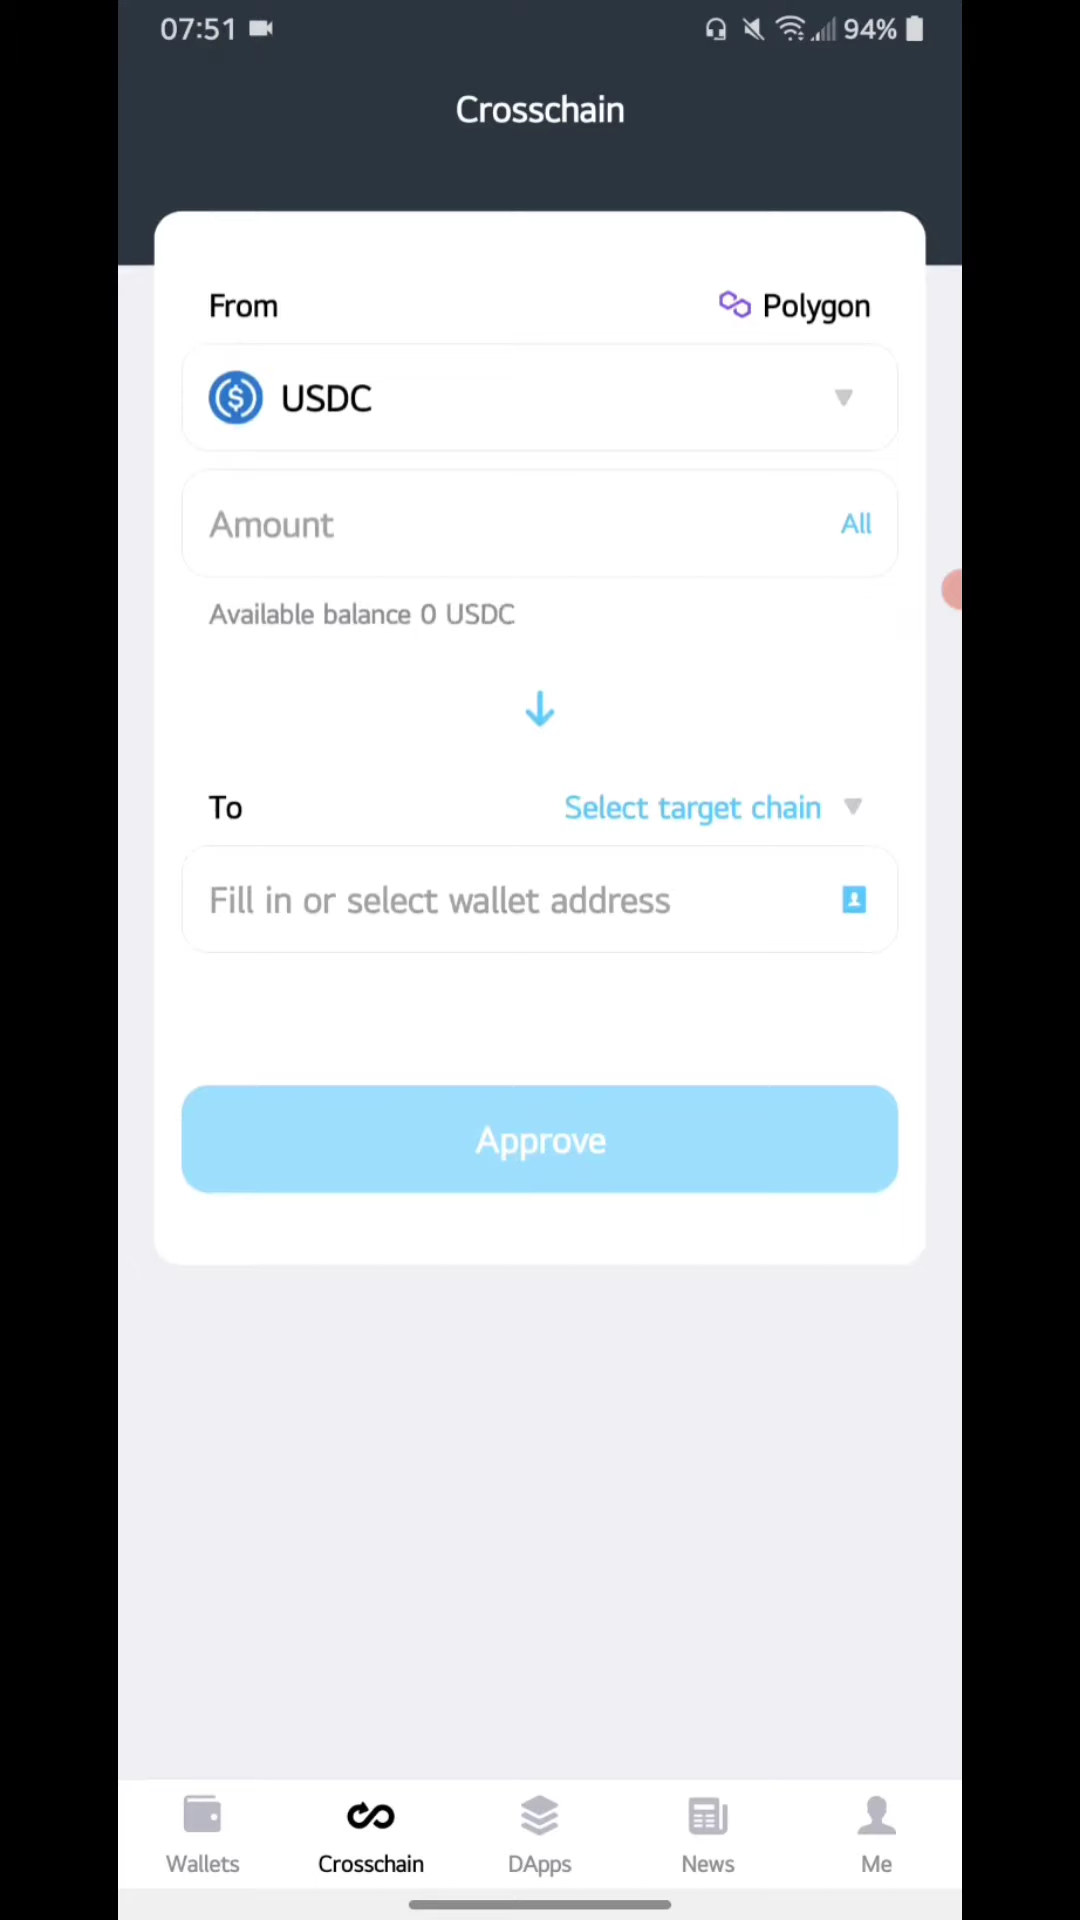 07:51
94%
Crosschain
From
Polygon
USDC
Amount
All
Available balance 0 USDC
To
Select target chain
Fill in or select wallet address
Approve
Wallets
Crosschain
DApps
News
Me